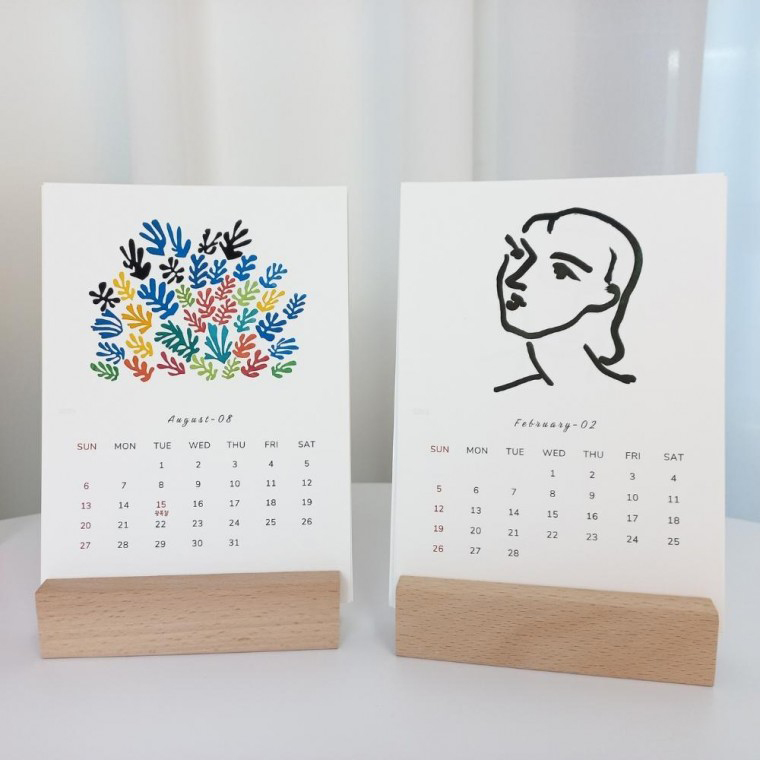 August-08
SUN MON TUE WED THU FRI SAT
1 2 3 4 5
6 7 8 9 10 11 12
13 14 15 16 17 18 19
광복절
20 21 22 23 24 25 26
27 28 29 30 31
February-02
SUN MON TUE WED THU FRI SAT
1 2 3 4
5 6 7 8 9 10 11
12 13 14 15 16 17 18
19 20 21 22 23 24 25
26 27 28